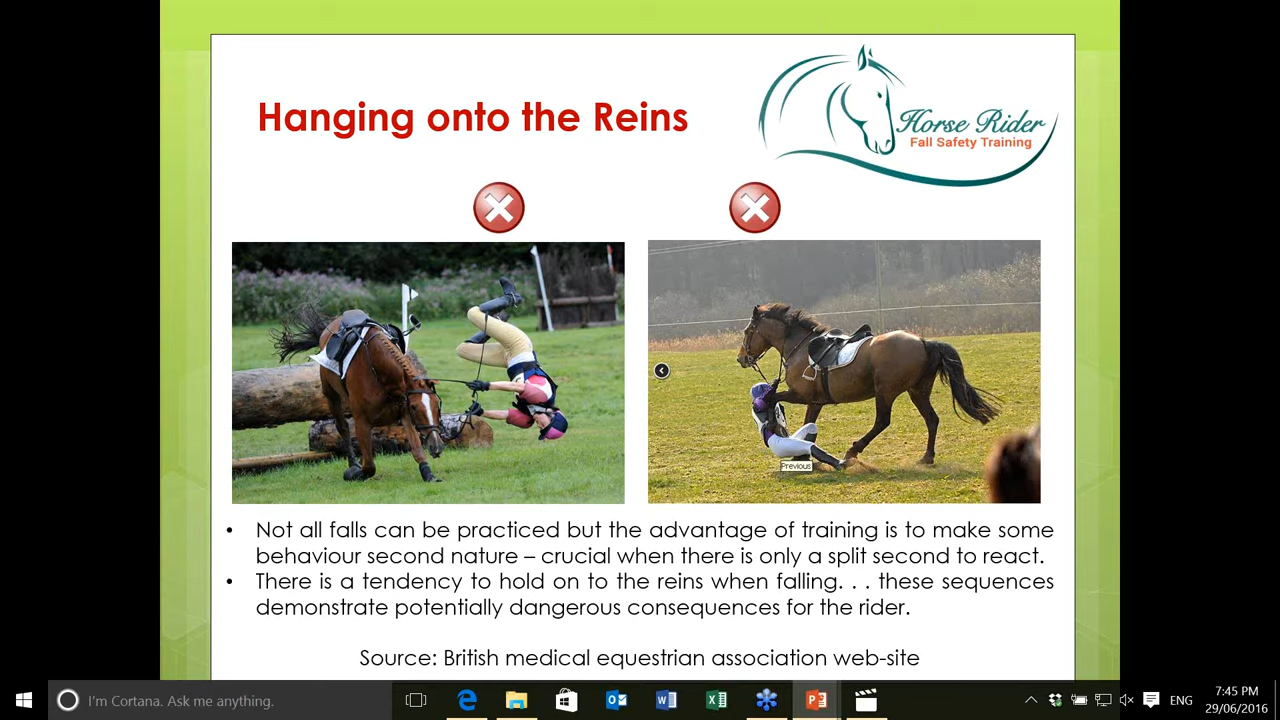 Hanging onto the Reins
Horse Rider
Fall Safety Training
Previous
• Not all falls can be practiced but the advantage of training is to make some
behaviour second nature – crucial when there is only a split second to react.
• There is a tendency to hold on to the reins when falling. . . these sequences
demonstrate potentially dangerous consequences for the rider.
Source: British medical equestrian association web-site
I'm Cortana. Ask me anything.
ENG
7:45 PM
29/06/2016